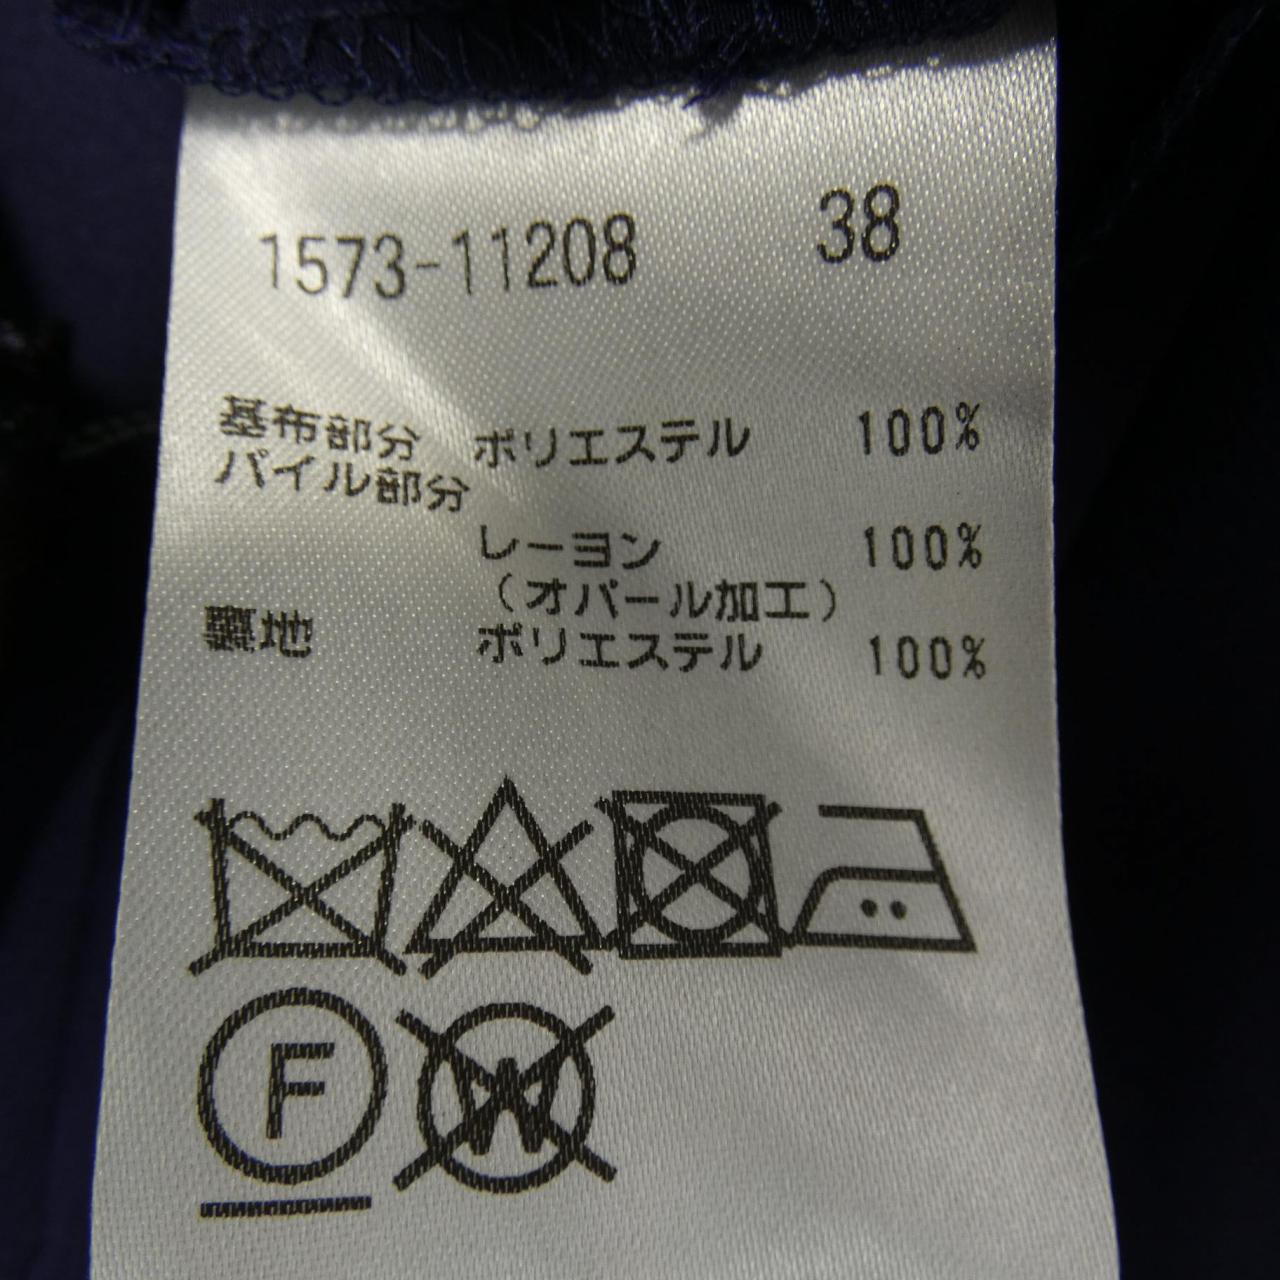 1573-11208 38
基布部分 ポリエステル 100%
パイル部分
レーヨン 100%
(オパール加工)
裏地 ポリエステル 100%
F
W